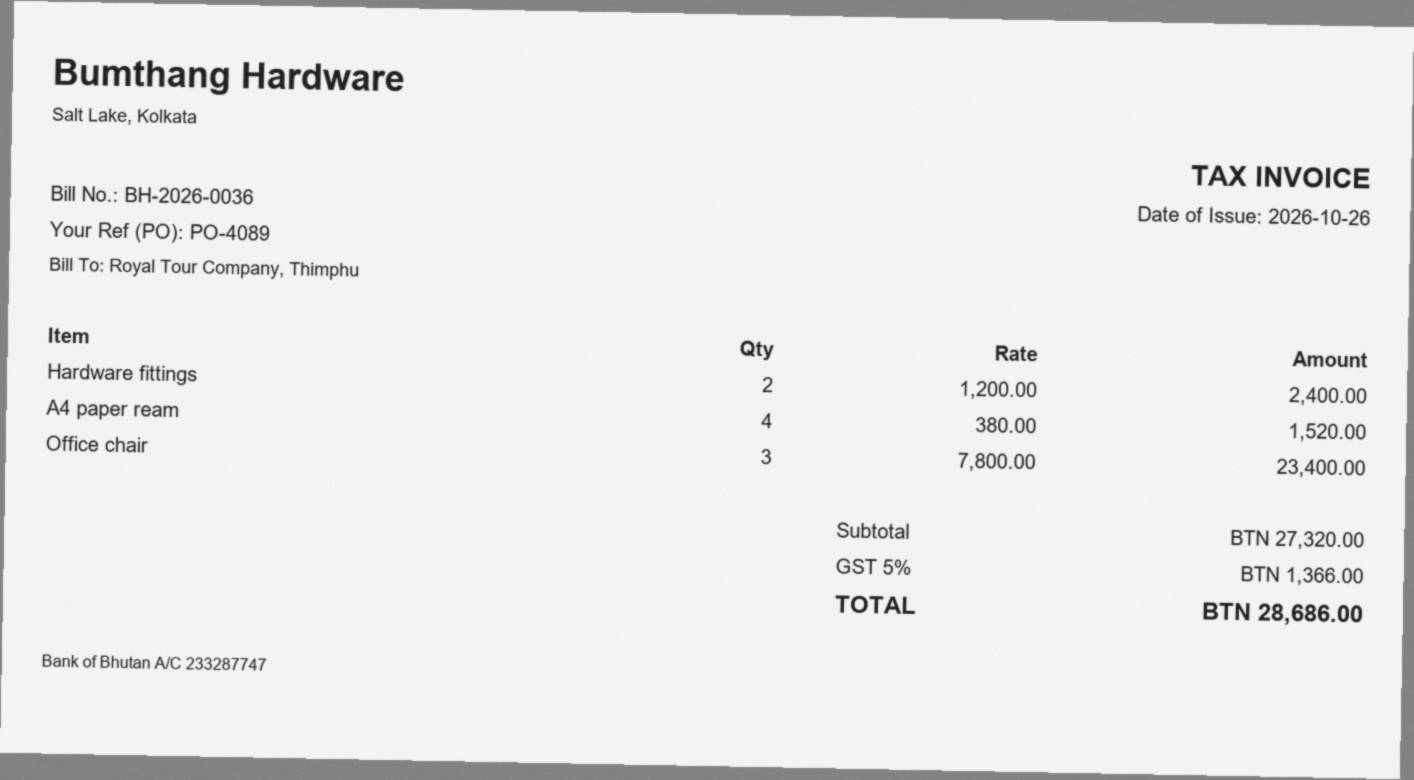 Bumthang Hardware
Salt Lake, Kolkata
TAX INVOICE
Date of Issue: 2026-10-26
Bill No.: BH-2026-0036
Your Ref (PO): PO-4089
Bill To: Royal Tour Company, Thimphu
Item Qty Rate Amount
Hardware fittings 2 1,200.00 2,400.00
A4 paper ream 4 380.00 1,520.00
Office chair 3 7,800.00 23,400.00
Subtotal BTN 27,320.00
GST 5% BTN 1,366.00
TOTAL BTN 28,686.00
Bank of Bhutan A/C 233287747